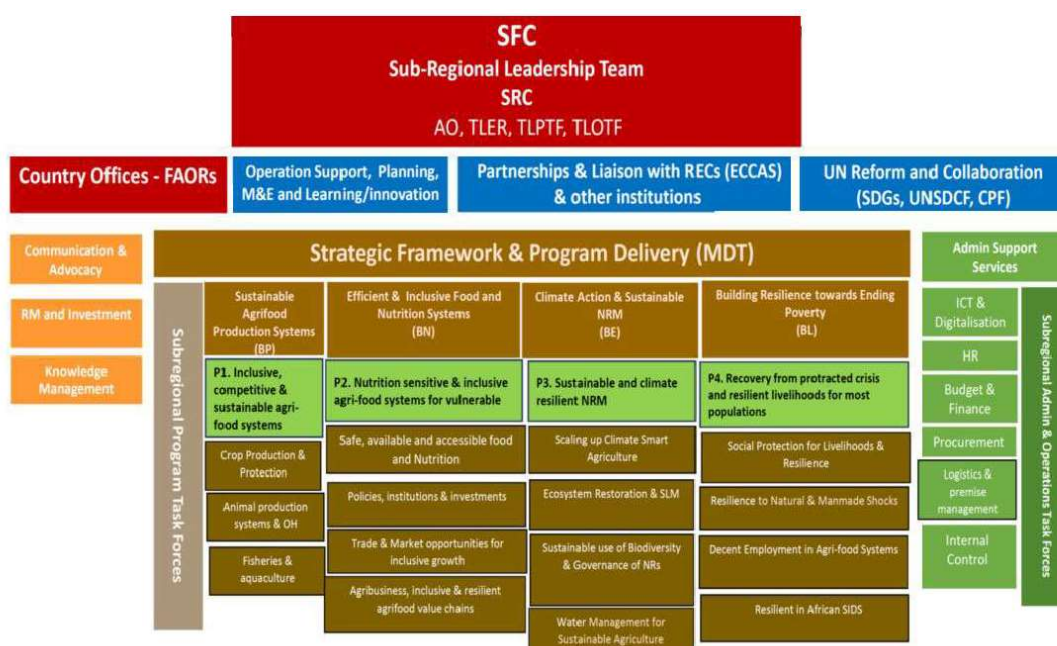 SFC
Sub-Regional Leadership Team
SRC
AO, TLER, TLPTF, TLOTF
Country Offices - FAORs
Operation Support, Planning,
M&E and Learning/innovation
Partnerships & Liaison with RECs (ECCAS)
& other institutions
UN Reform and Collaboration
(SDGs, UNSDCF, CPF)
Communication &
Advocacy
RM and Investment
Knowledge
Management
Strategic Framework & Program Delivery (MDT)
Subregional Program Task Forces
Sustainable
Agrifood
Production Systems
(BP)
P1. Inclusive,
competitive &
sustainable agri-
food systems
Crop Production &
Protection
Animal production
systems & OH
Fisheries &
aquaculture
Efficient & Inclusive Food and
Nutrition Systems
(BN)
P2. Nutrition sensitive & inclusive
agri-food systems for vulnerable
Safe, available and accessible food
and Nutrition
Policies, institutions & investments
Trade & Market opportunities for
inclusive growth
Agribusiness, inclusive & resilient
agrifood value chains
Climate Action & Sustainable
NRM
(BE)
P3. Sustainable and climate
resilient NRM
Scaling up Climate Smart
Agriculture
Ecosystem Restoration & SLM
Sustainable use of Biodiversity
& Governance of NRs
Water Management for
Sustainable Agriculture
Building Resilience towards Ending
Poverty
(BL)
P4. Recovery from protracted crisis
and resilient livelihoods for most
populations
Social Protection for Livelihoods &
Resilience
Resilience to Natural & Manmade Shocks
Decent Employment in Agri-food Systems
Resilient in African SIDS
Admin Support
Services
ICT &
Digitalisation
HR
Budget &
Finance
Procurement
Logistics &
premise
management
Internal
Control
Subregional Admin & Operations Task Forces